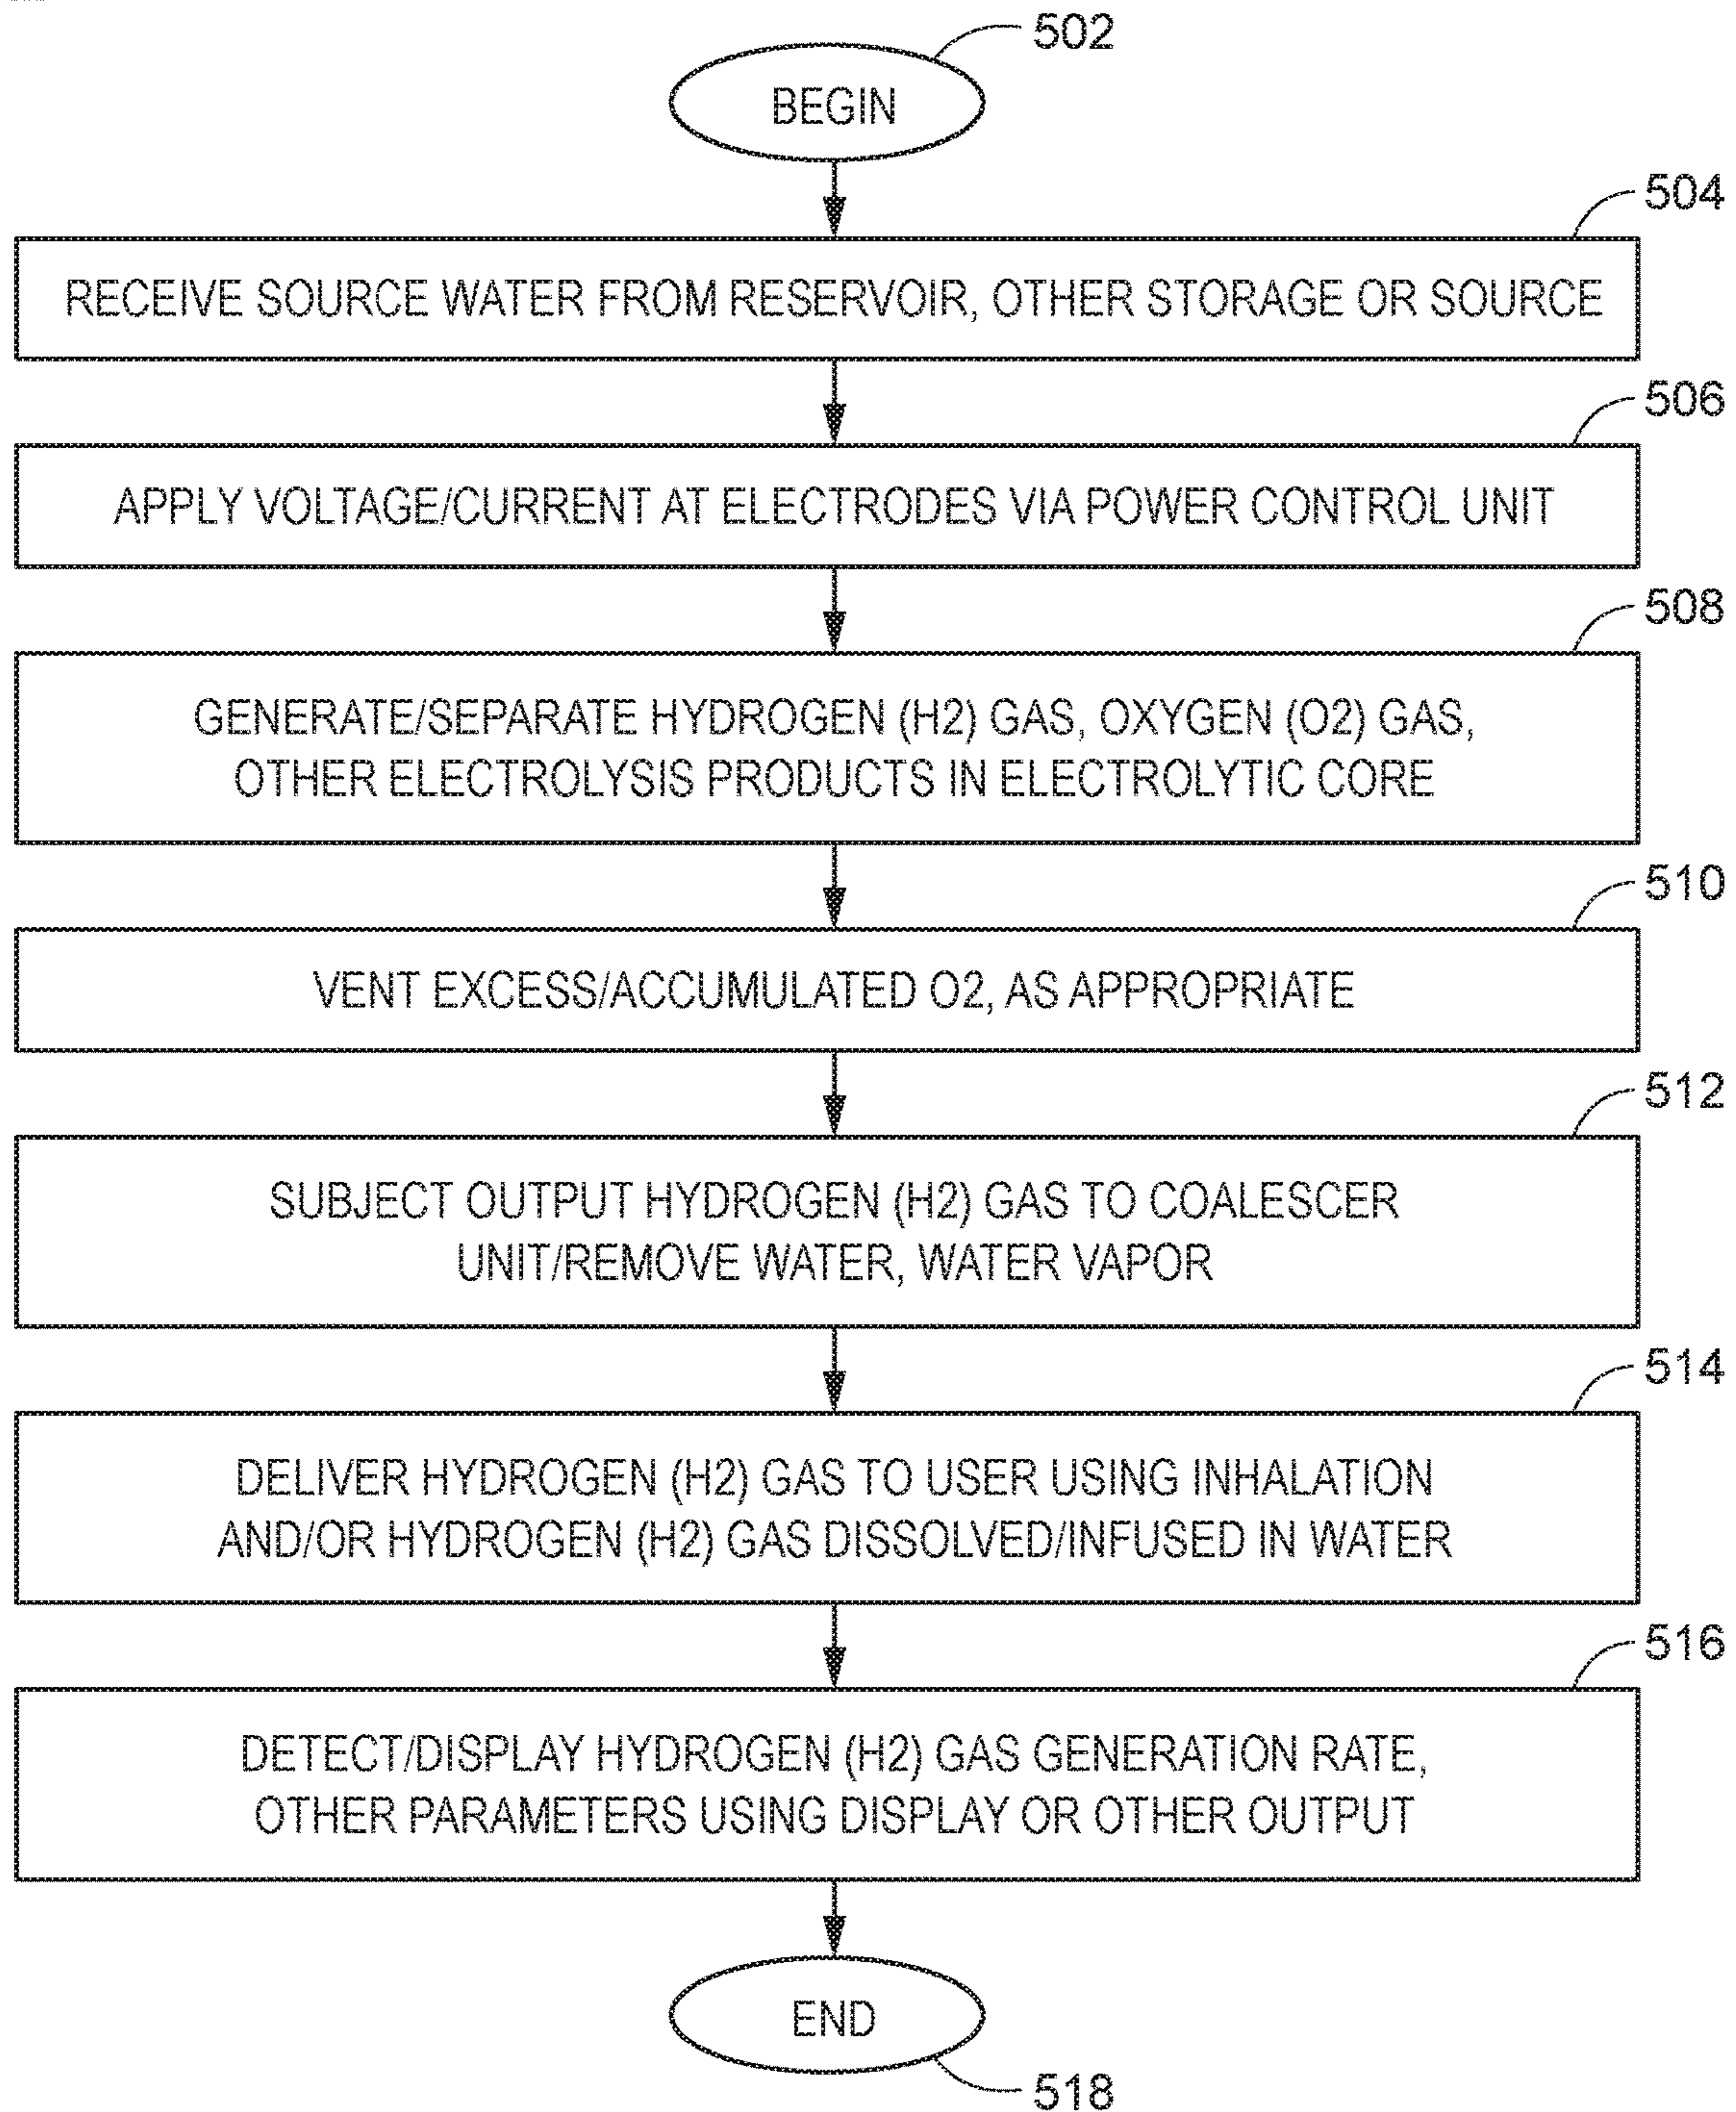 502
BEGIN
504
RECEIVE SOURCE WATER FROM RESERVOIR, OTHER STORAGE OR SOURCE
506
APPLY VOLTAGE/CURRENT AT ELECTRODES VIA POWER CONTROL UNIT
508
GENERATE/SEPARATE HYDROGEN (H2) GAS, OXYGEN (O2) GAS,
OTHER ELECTROLYSIS PRODUCTS IN ELECTROLYTIC CORE
510
VENT EXCESS/ACCUMULATED O2, AS APPROPRIATE
512
SUBJECT OUTPUT HYDROGEN (H2) GAS TO COALESCER
UNIT/REMOVE WATER, WATER VAPOR
514
DELIVER HYDROGEN (H2) GAS TO USER USING INHALATION
AND/OR HYDROGEN (H2) GAS DISSOLVED/INFUSED IN WATER
516
DETECT/DISPLAY HYDROGEN (H2) GAS GENERATION RATE,
OTHER PARAMETERS USING DISPLAY OR OTHER OUTPUT
END
518